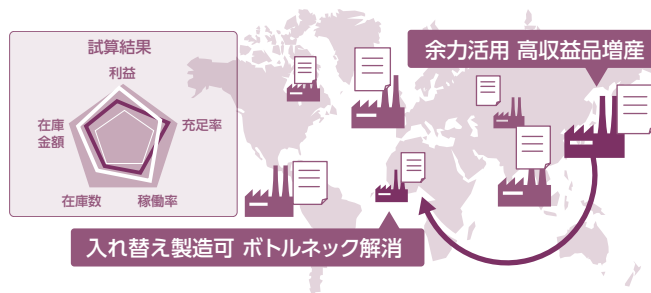 試算結果
利益
充足率
稼働率
在庫数
在庫
金額
余力活用 高収益品増産
入れ替え製造可 ボトルネック解消